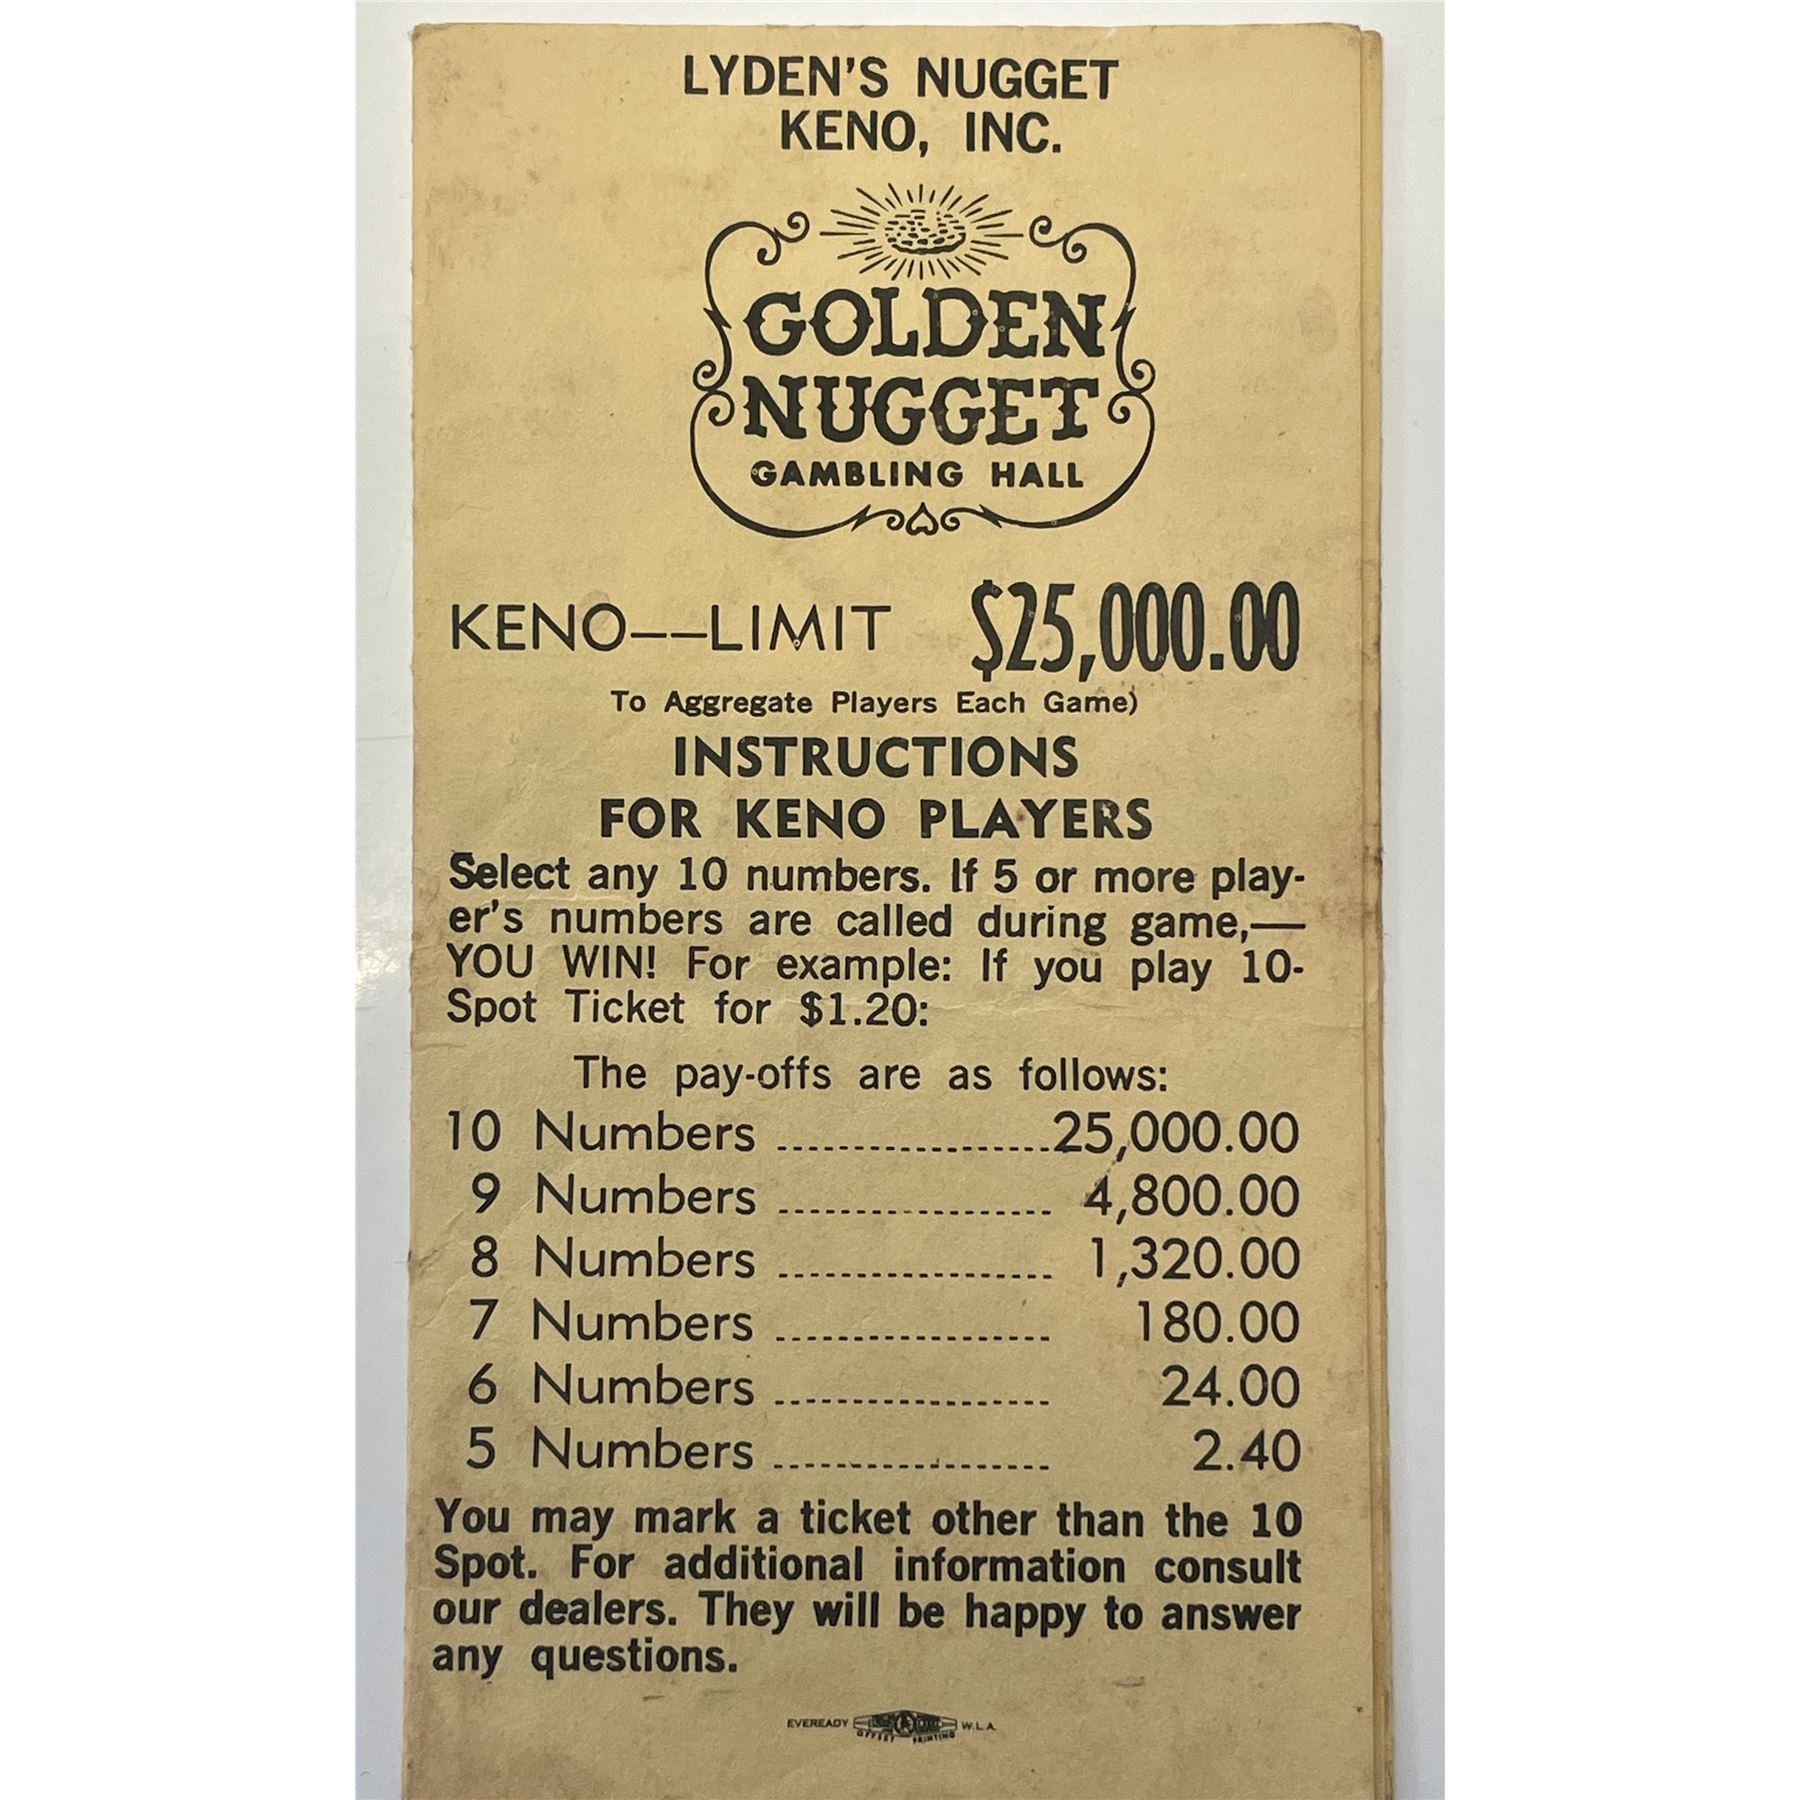 LYDEN'S NUGGET
KENO, INC.
GOLDEN
NUGGET
GAMBLING HALL
KENO--LIMIT $25,000.00
To Aggregate Players Each Game)
INSTRUCTIONS
FOR KENO PLAYERS
Select any 10 numbers. If 5 or more play-
er's numbers are called during game,—
YOU WIN! For example: If you play 10-
Spot Ticket for $1.20:
The pay-offs are as follows:
10 Numbers ..................25,000.00
9 Numbers .................. 4,800.00
8 Numbers .................. 1,320.00
7 Numbers .................. 180.00
6 Numbers .................. 24.00
5 Numbers .................. 2.40
You may mark a ticket other than the 10
Spot. For additional information consult
our dealers. They will be happy to answer
any questions.
EVEREADY W.L.A.
OFFSET PRINTING